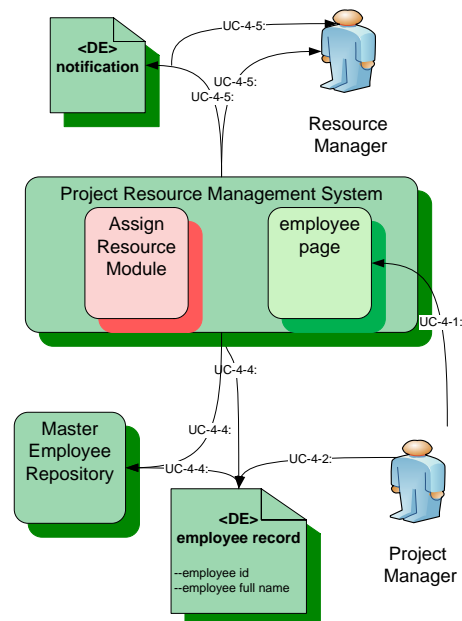 UC-4-5:
<DE>
notification
UC-4-5:
UC-4-5:
Resource
Manager
Project Resource Management System
Assign
Resource
Module
employee
page
UC-4-1:
UC-4-4:
UC-4-4:
Master
Employee
Repository
UC-4-4:
UC-4-2:
<DE>
employee record
--employee id
--employee full name
Project
Manager